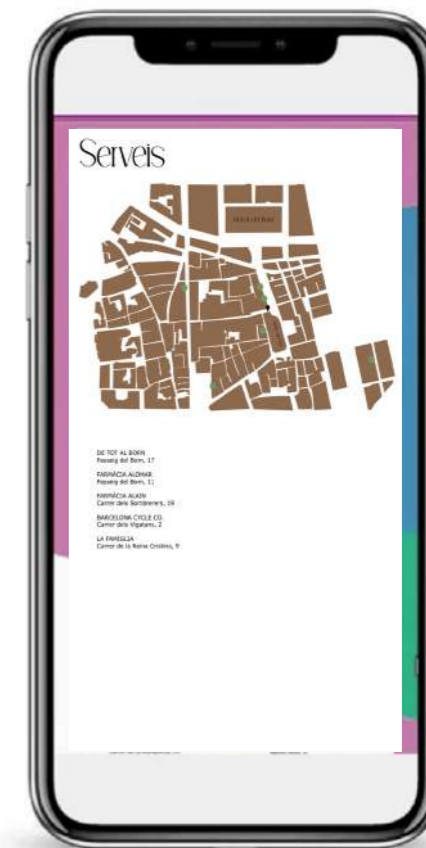 Serveis
DE TOT AL BORN
Passeig del Born, 17
FARMÀCIA ALOMAR
Passeig del Born, 11
FARMÀCIA ALAIN
Carrer dels Sombrerers, 19
BARCELONA CYCLE CO.
Carrer dels Vigatans, 2
LA FAMIGLIA
Carrer de la Reina Cristina, 9